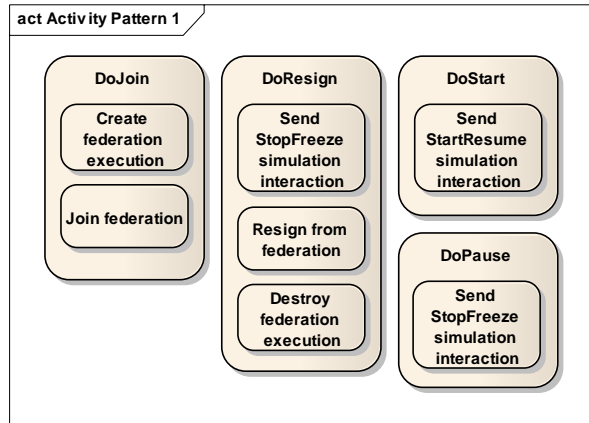 act Activity Pattern 1
DoJoin
Create
federation
execution
Join federation
DoResign
Send
StopFreeze
simulation
interaction
Resign from
federation
Destroy
federation
execution
DoStart
Send
StartResume
simulation
interaction
DoPause
Send
StopFreeze
simulation
interaction